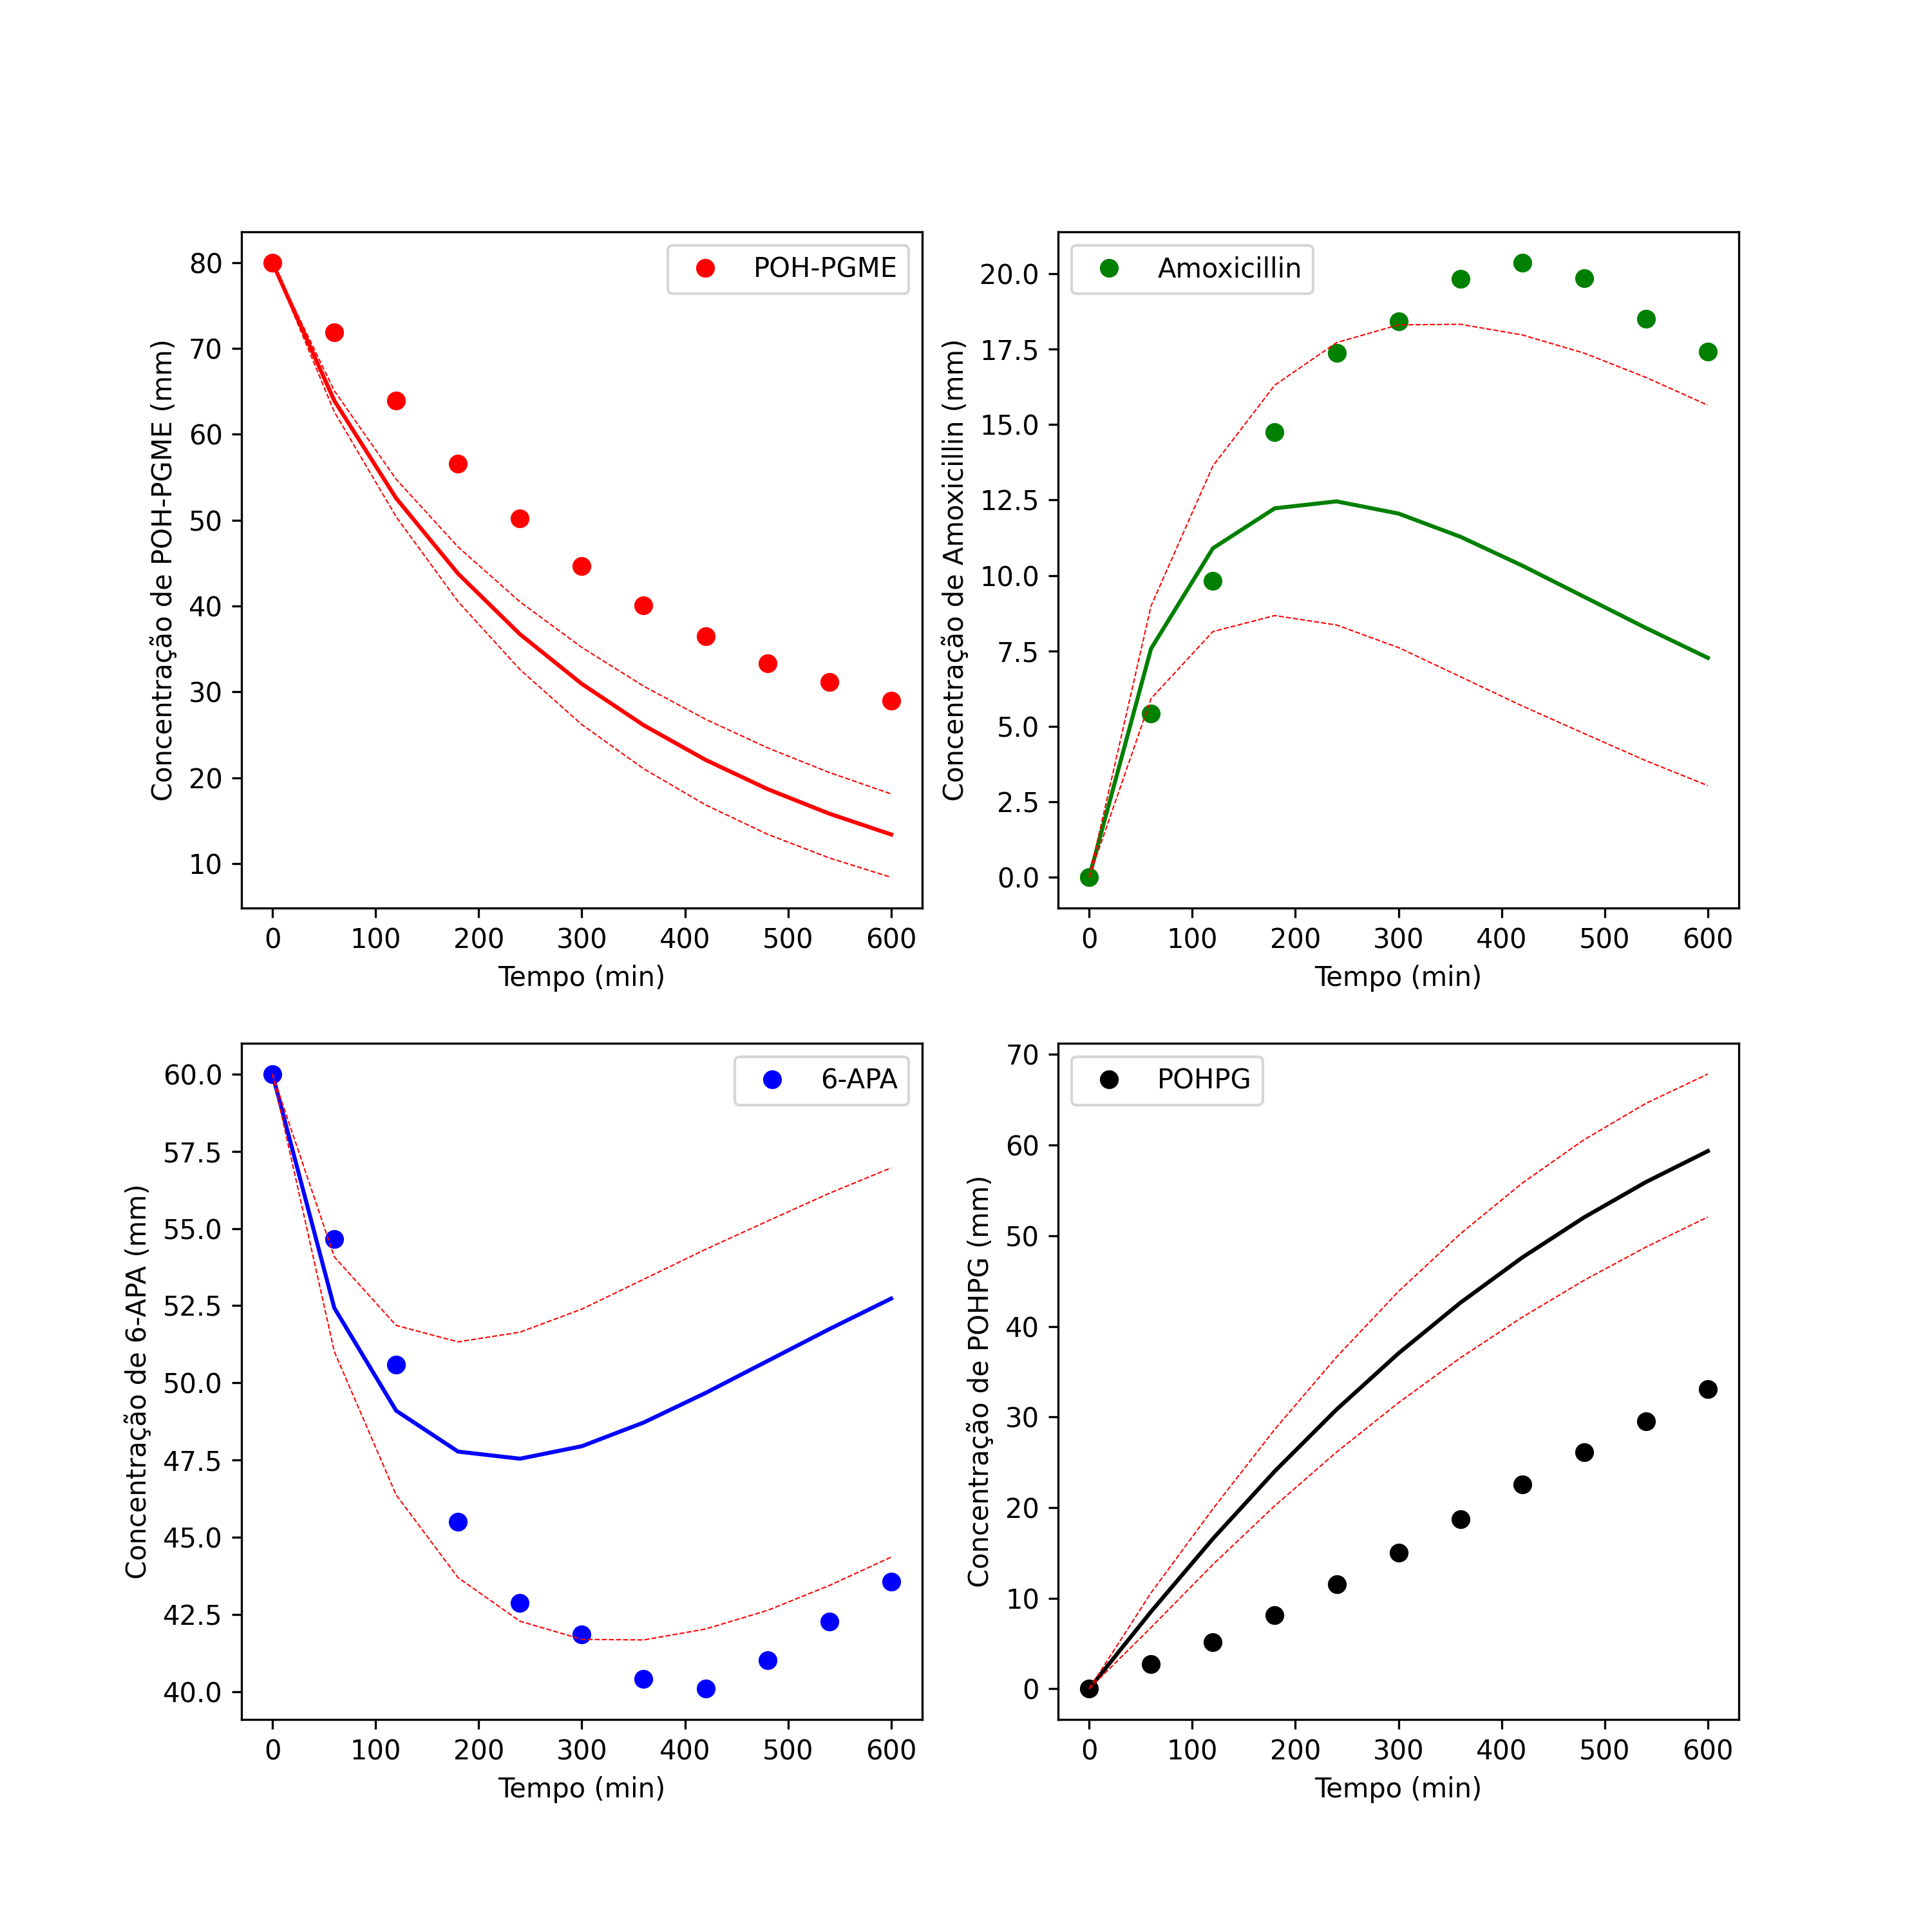 POH-PGME
80
70
60
50
40
30
20
10
Concentração de POH-PGME (mm)
0 100 200 300 400 500 600
Tempo (min)
Amoxicillin
20.0
17.5
15.0
12.5
10.0
7.5
5.0
2.5
0.0
Concentração de Amoxicillin (mm)
0 100 200 300 400 500 600
Tempo (min)
6-APA
60.0
57.5
55.0
52.5
50.0
47.5
45.0
42.5
40.0
Concentração de 6-APA (mm)
0 100 200 300 400 500 600
Tempo (min)
POHPG
70
60
50
40
30
20
10
0
Concentração de POHPG (mm)
0 100 200 300 400 500 600
Tempo (min)